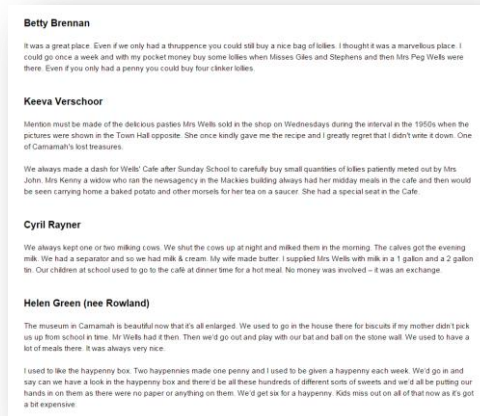 Betty Brennan
It was a great place. Even if we only had a thruppence you could still buy a nice bag of lollies. I thought it was a marvellous place. I
could go once a week and with my pocket money buy some lollies when Misses Giles and Stephens and then Mrs Peg Wells were
there. Even if you only had a penny you could buy four clinker lollies.
Keeva Verschoor
Mention must be made of the delicious pasties Mrs Wells sold in the shop on Wednesdays during the interval in the 1950s when the
pictures were shown in the Town Hall opposite. She once kindly gave me the recipe and I greatly regret that I didn't write it down. One
of Carnamah's lost treasures.
We always made a dash for Wells' Cafe after Sunday School to carefully buy small quantities of lollies patiently meted out by Mrs
John. Mrs Kenny a widow who ran the newsagency in the Mackies building always had her midday meals in the cafe and then would
be seen carrying home a baked potato and other morsels for her tea on a saucer. She had a special seat in the Cafe.
Cyril Rayner
We always kept one or two milking cows. We shut the cows up at night and milked them in the morning. The calves got the evening
milk. We had a separator and so we had milk & cream. My wife made butter. I supplied Mrs Wells with milk in a 1 gallon and a 2 gallon
tin. Our children at school used to go to the café at dinner time for a hot meal. No money was involved – it was an exchange.
Helen Green (nee Rowland)
The museum in Carnamah is beautiful now that it's all enlarged. We used to go in the house there for biscuits if my mother didn't pick
us up from school in time. Mr Wells had it then. Then we'd go out and play with our bat and ball on the stone wall. We used to have a
lot of meals there. It was always very nice.
I used to like the haypenny box. Two haypennies made one penny and I used to be given a haypenny each week. We'd go in and
say can we have a look in the haypenny box and there'd be all these hundreds of different sorts of sweets and we'd all be putting our
hands in on them as there were no paper or anything on them. We'd get six for a haypenny. Kids miss out on all of that now as it's got
a bit expensive.